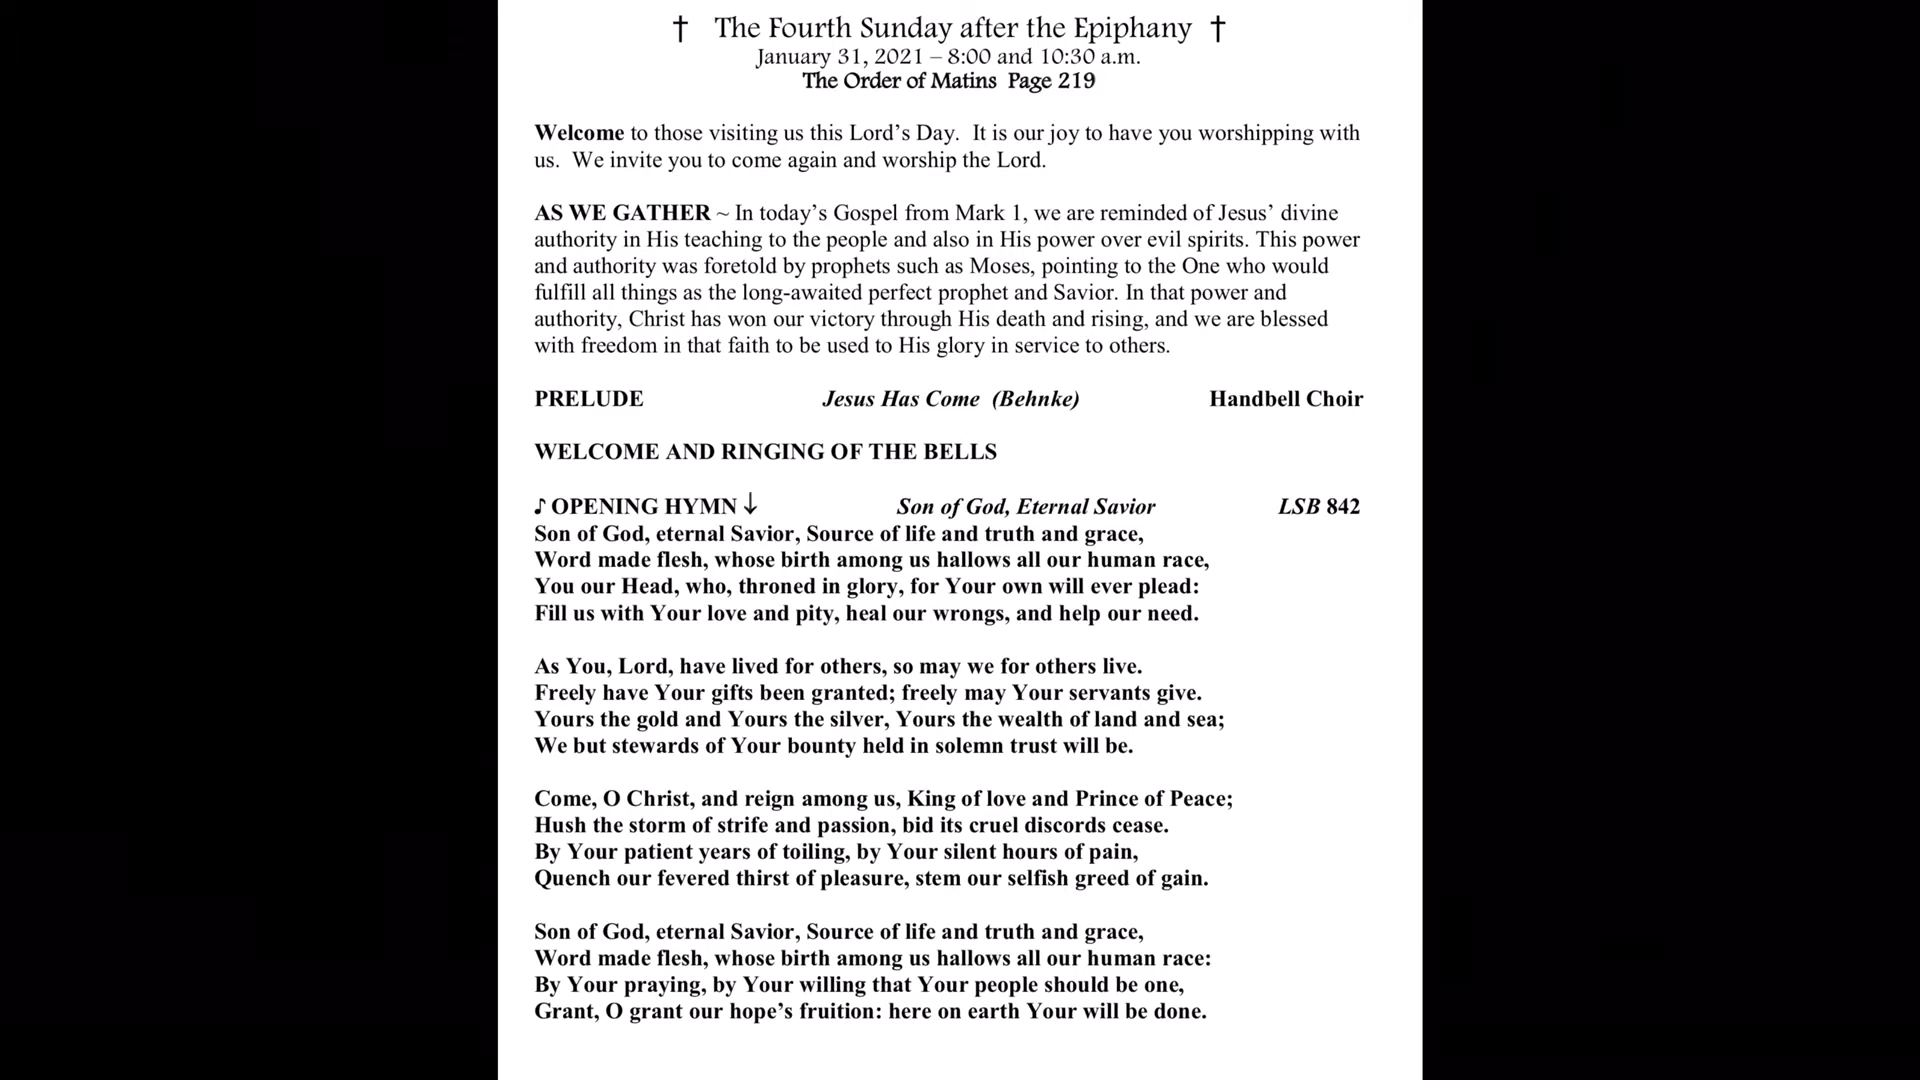 † The Fourth Sunday after the Epiphany †
January 31, 2021 – 8:00 and 10:30 a.m.
The Order of Matins Page 219
Welcome to those visiting us this Lord’s Day. It is our joy to have you worshipping with
us. We invite you to come again and worship the Lord.
AS WE GATHER ~ In today’s Gospel from Mark 1, we are reminded of Jesus’ divine
authority in His teaching to the people and also in His power over evil spirits. This power
and authority was foretold by prophets such as Moses, pointing to the One who would
fulfill all things as the long-awaited perfect prophet and Savior. In that power and
authority, Christ has won our victory through His death and rising, and we are blessed
with freedom in that faith to be used to His glory in service to others.
PRELUDE Jesus Has Come (Behnke) Handbell Choir
WELCOME AND RINGING OF THE BELLS
♪ OPENING HYMN ↓ Son of God, Eternal Savior LSB 842
Son of God, eternal Savior, Source of life and truth and grace,
Word made flesh, whose birth among us hallows all our human race,
You our Head, who, throned in glory, for Your own will ever plead:
Fill us with Your love and pity, heal our wrongs, and help our need.
As You, Lord, have lived for others, so may we for others live.
Freely have Your gifts been granted; freely may Your servants give.
Yours the gold and Yours the silver, Yours the wealth of land and sea;
We but stewards of Your bounty held in solemn trust will be.
Come, O Christ, and reign among us, King of love and Prince of Peace;
Hush the storm of strife and passion, bid its cruel discords cease.
By Your patient years of toiling, by Your silent hours of pain,
Quench our fevered thirst of pleasure, stem our selfish greed of gain.
Son of God, eternal Savior, Source of life and truth and grace,
Word made flesh, whose birth among us hallows all our human race:
By Your praying, by Your willing that Your people should be one,
Grant, O grant our hope’s fruition: here on earth Your will be done.